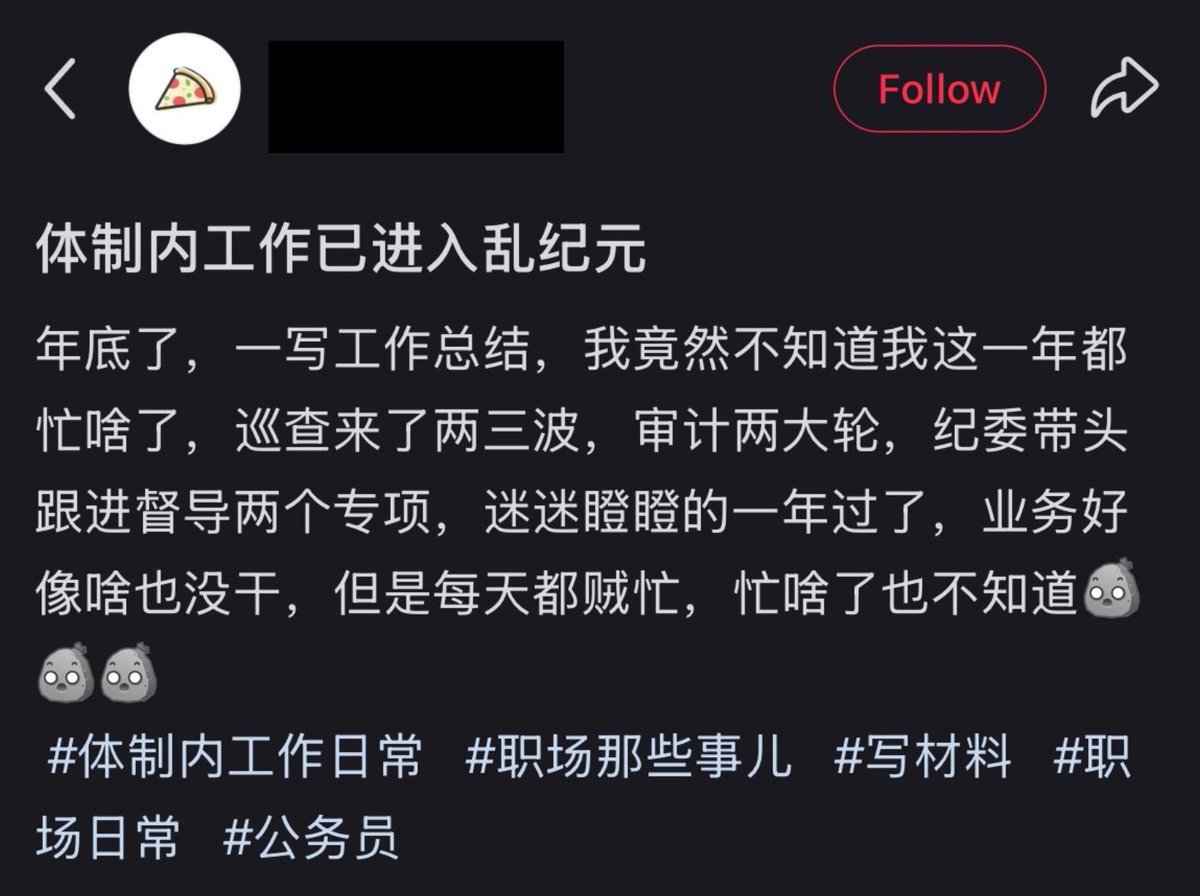 Follow
体制内工作已进入乱纪元
年底了，一写工作总结，我竟然不知道我这一年都
忙啥了，巡查来了两三波，审计两大轮，纪委带头
跟进督导两个专项，迷迷瞪瞪的一年过了，业务好
像啥也没干，但是每天都贼忙，忙啥了也不知道
#体制内工作日常 #职场那些事儿 #写材料 #职
场日常 #公务员